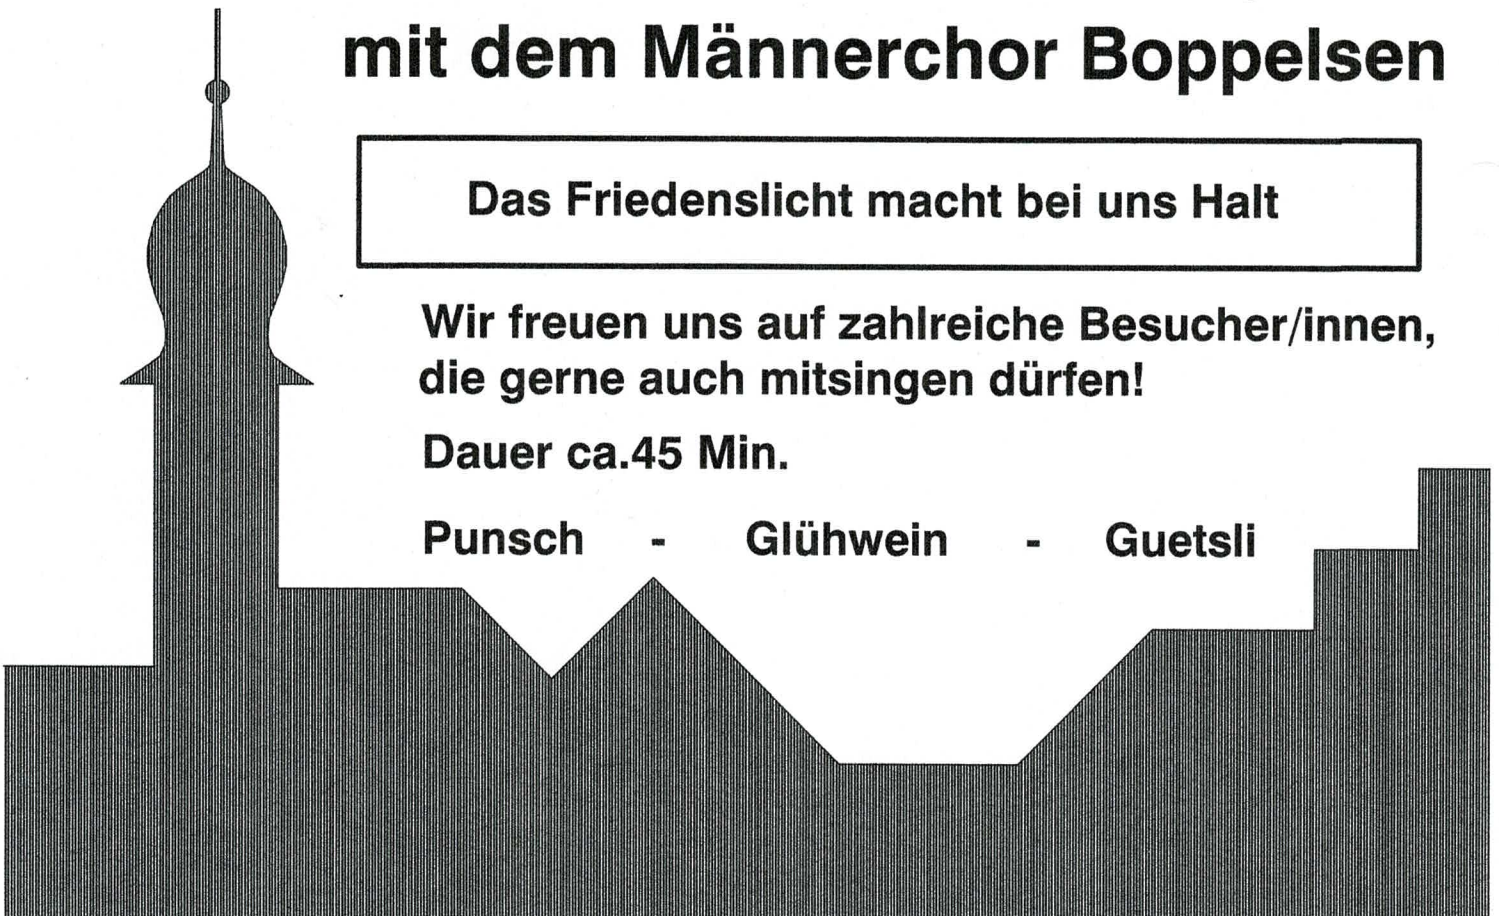 mit dem Männerchor Boppelsen
Das Friedenslicht macht bei uns Halt
Wir freuen uns auf zahlreiche Besucher/innen,
die gerne auch mitsingen dürfen!
Dauer ca.45 Min.
Punsch - Glühwein - Guetsli